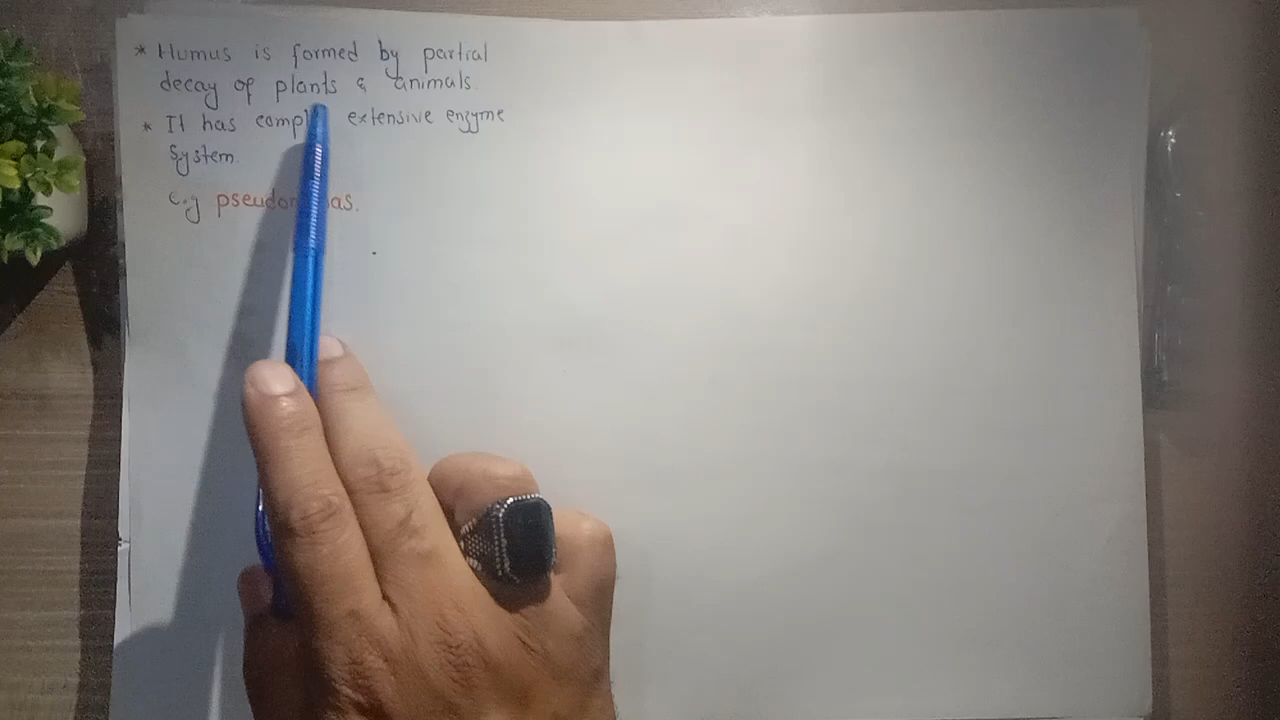 * Humus is formed by partial
decay of plants & animals.
* It has extensive enzyme
System.
e.g